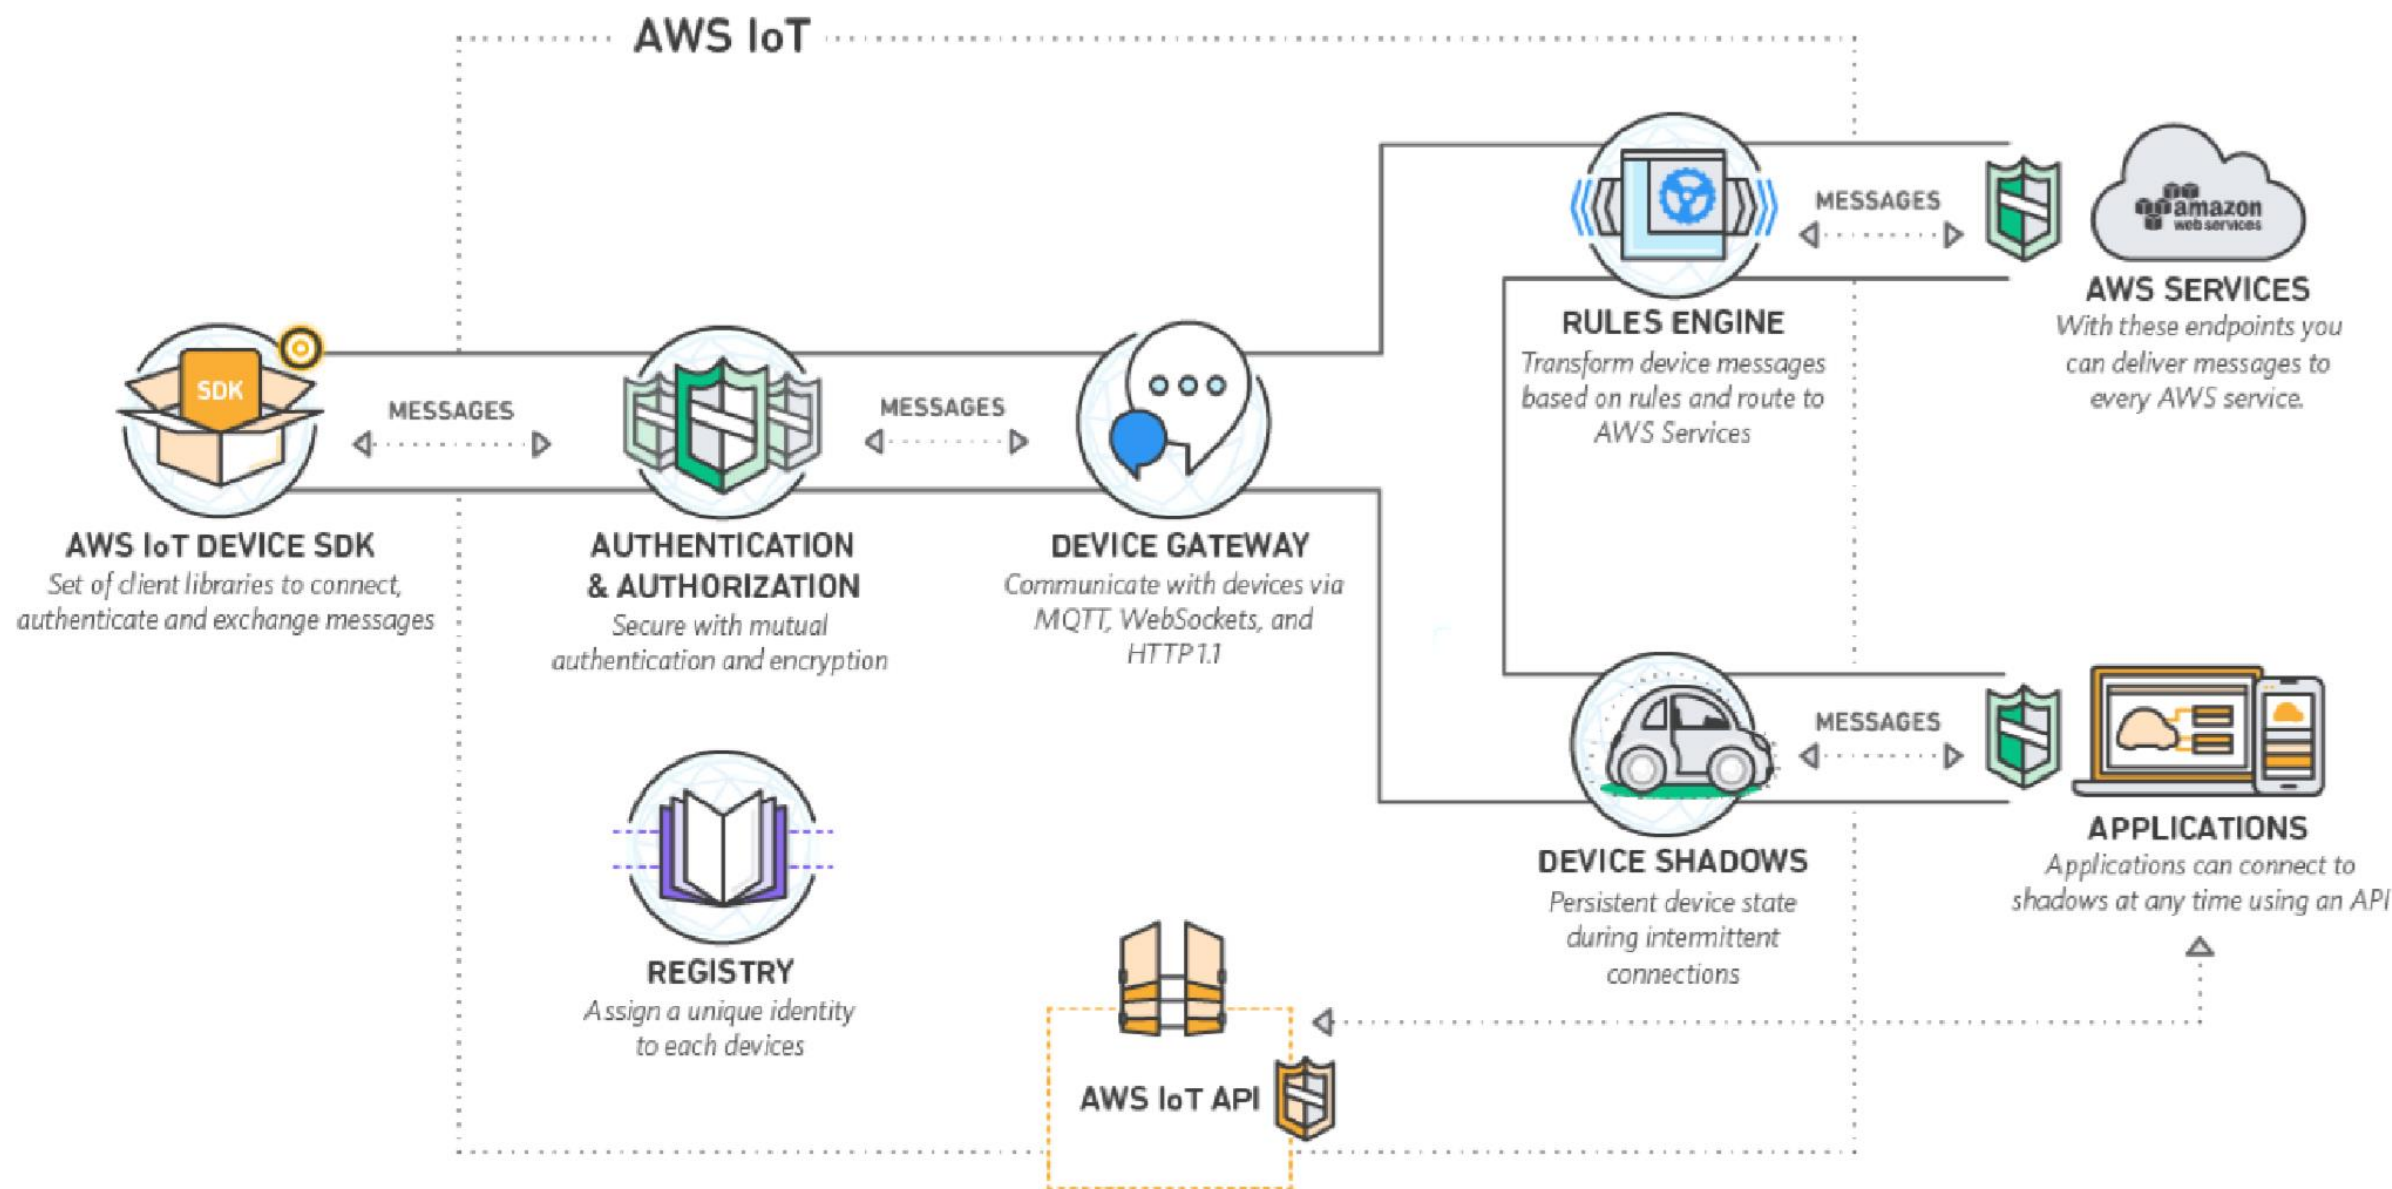 AWS IoT
MESSAGES
amazon
web services
AWS SERVICES
With these endpoints you
can deliver messages to
every AWS service.
RULES ENGINE
Transform device messages
based on rules and route to
AWS Services
SDK
MESSAGES
MESSAGES
AWS IoT DEVICE SDK
Set of client libraries to connect,
authenticate and exchange messages
AUTHENTICATION
& AUTHORIZATION
Secure with mutual
authentication and encryption
DEVICE GATEWAY
Communicate with devices via
MQTT, WebSockets, and
HTTP1.1
MESSAGES
DEVICE SHADOWS
Persistent device state
during intermittent
connections
APPLICATIONS
Applications can connect to
shadows at any time using an API
REGISTRY
Assign a unique identity
to each devices
AWS IoT API